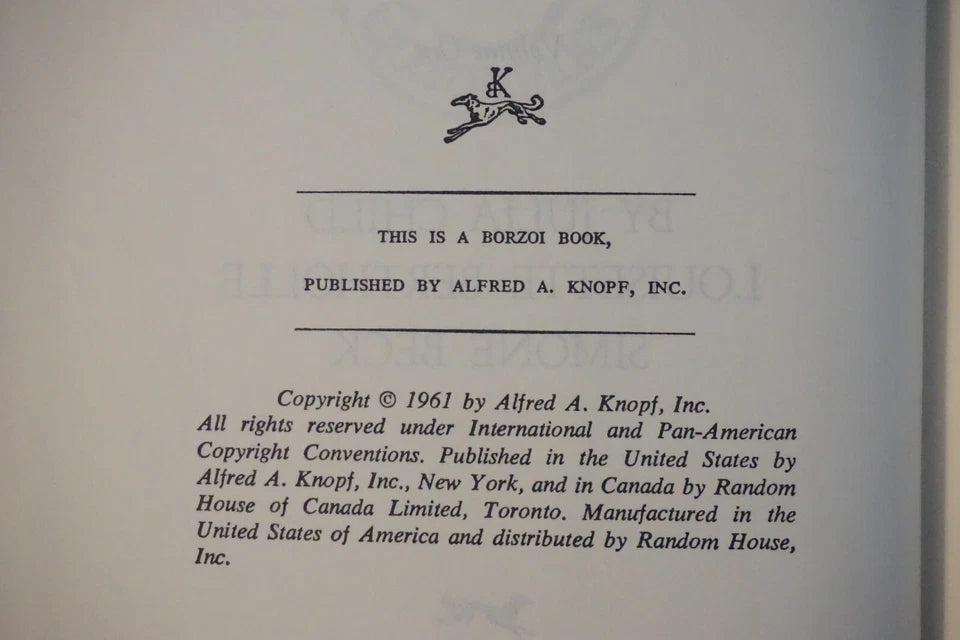 BK
THIS IS A BORZOI BOOK,
PUBLISHED BY ALFRED A. KNOPF, INC.
Copyright © 1961 by Alfred A. Knopf, Inc.
All rights reserved under International and Pan-American
Copyright Conventions. Published in the United States by
Alfred A. Knopf, Inc., New York, and in Canada by Random
House of Canada Limited, Toronto. Manufactured in the
United States of America and distributed by Random House,
Inc.